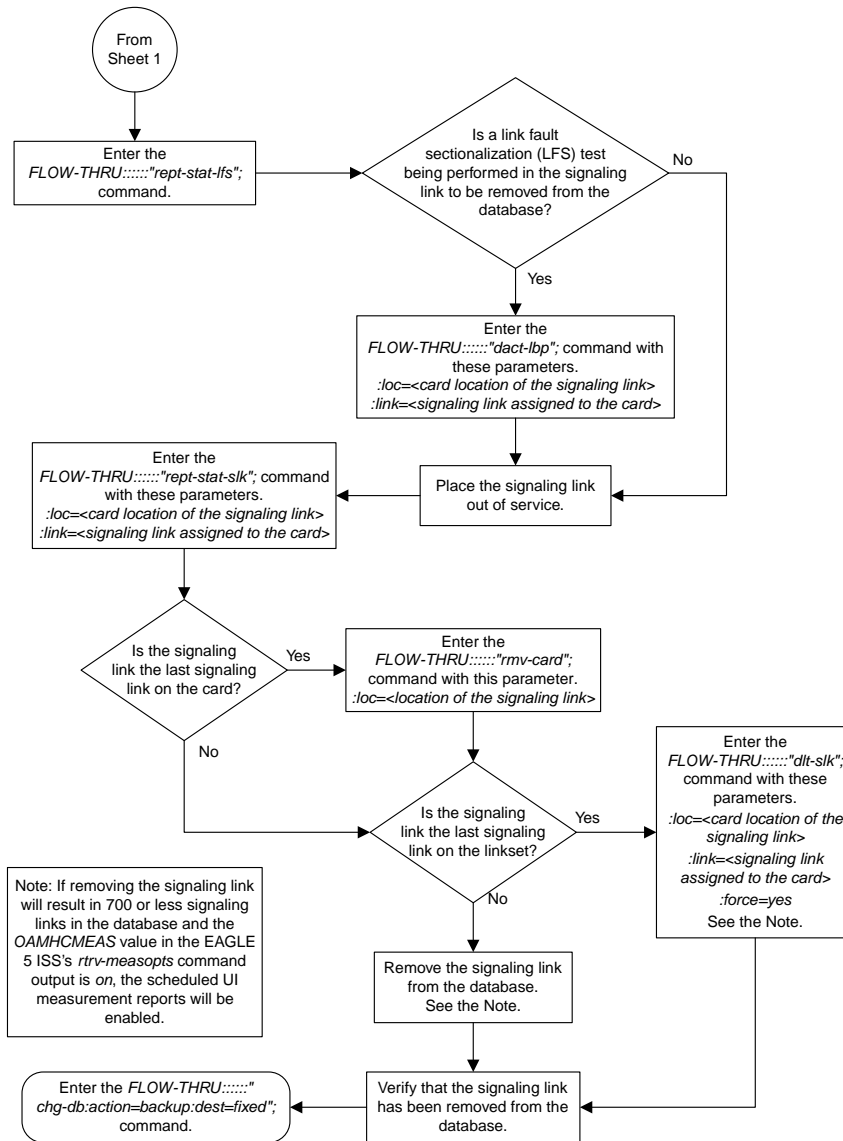 From
Sheet 1
Enter the
FLOW-THRU::::::"rept-stat-lfs";
command.
Is a link fault
sectionalization (LFS) test
being performed in the signaling
link to be removed from the
database?
No
Yes
Enter the
FLOW-THRU::::::"dact-lbp"; command with
these parameters.
:loc=<card location of the signaling link>
:link=<signaling link assigned to the card>
Place the signaling link
out of service.
Enter the
FLOW-THRU::::::"rept-stat-slk"; command
with these parameters.
:loc=<card location of the signaling link>
:link=<signaling link assigned to the card>
Is the signaling
link the last signaling
link on the card?
Yes
No
Enter the
FLOW-THRU::::::"rmv-card";
command with this parameter.
:loc=<location of the signaling link>
Is the signaling
link the last signaling
link on the linkset?
Yes
No
Enter the
FLOW-THRU::::::"dlt-slk";
command with these
parameters.
:loc=<card location of the
signaling link>
:link=<signaling link
assigned to the card>
:force=yes
See the Note.
Note: If removing the signaling link
will result in 700 or less signaling
links in the database and the
OAMHCMEAS value in the EAGLE
5 ISS's rtrv-measopts command
output is on, the scheduled UI
measurement reports will be
enabled.
Remove the signaling link
from the database.
See the Note.
Verify that the signaling link
has been removed from the
database.
Enter the FLOW-THRU::::::"
chg-db:action=backup:dest=fixed";
command.